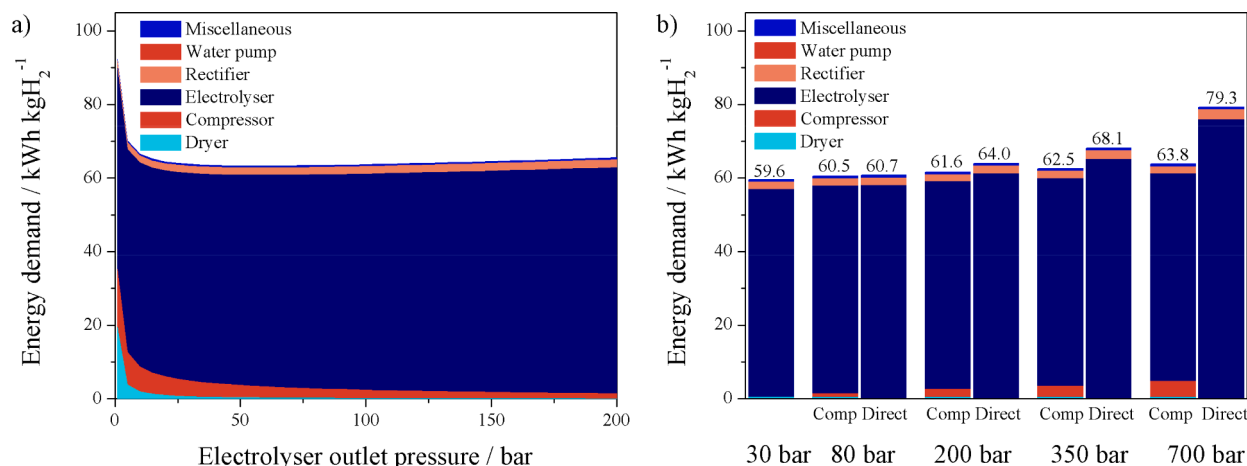 a)
Energy demand / kWh kgH₂⁻¹
100
80
60
40
20
0
Miscellaneous
Water pump
Rectifier
Electrolyser
Compressor
Dryer
0 50 100 150 200
Electrolyser outlet pressure / bar
b)
Energy demand / kWh kgH₂⁻¹
100
80
60
40
20
0
Miscellaneous
Water pump
Rectifier
Electrolyser
Compressor
Dryer
59.6 60.5 60.7 61.6 64.0 62.5 68.1 63.8 79.3
Comp Direct Comp Direct Comp Direct Comp Direct
30 bar 80 bar 200 bar 350 bar 700 bar